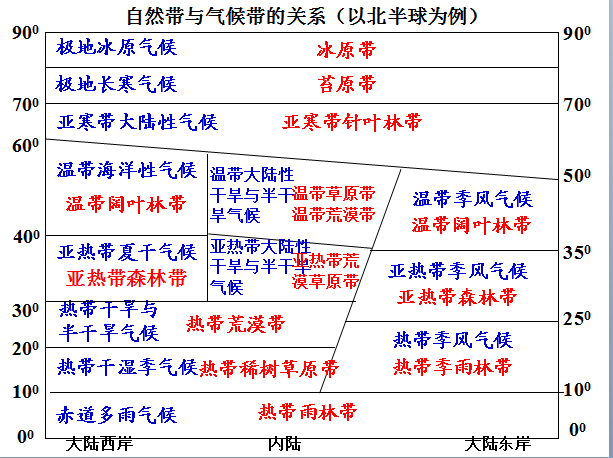 自然带与气候带的关系（以北半球为例）
90⁰
90⁰
极地冰原气候
冰原带
极地长寒气候
苔原带
70⁰
70⁰
亚寒带大陆性气候
亚寒带针叶林带
60⁰
50⁰
温带海洋性气候
温带阔叶林带
温带大陆性
干旱与半干
旱气候
温带草原带
温带荒漠带
温带季风气候
温带阔叶林带
40⁰
35⁰
亚热带夏干气候
亚热带森林带
亚热带大陆性
干旱与半干旱
气候
亚热带荒
漠草原带
亚热带季风气候
亚热带森林带
30⁰
25⁰
热带干旱与
半干旱气候
热带荒漠带
热带季风气候
热带季雨林带
20⁰
热带干湿季气候
热带稀树草原带
10⁰
10⁰
赤道多雨气候
热带雨林带
0⁰
0⁰
大陆西岸
内陆
大陆东岸